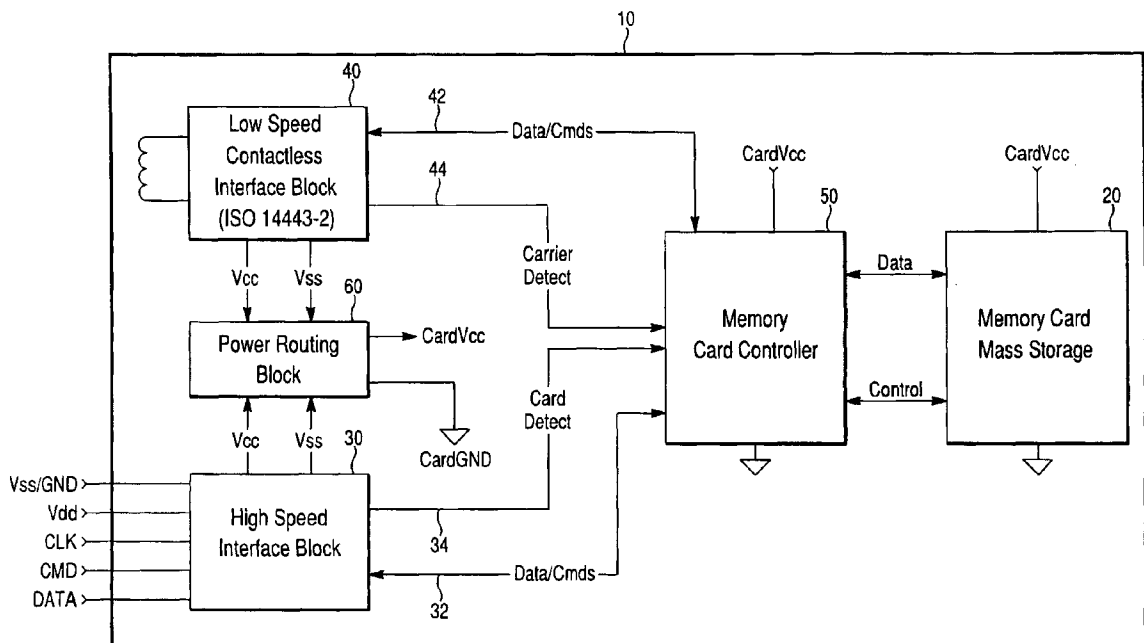 10
40
Low Speed
Contactless
Interface Block
(ISO 14443-2)
42
Data/Cmds
44
Carrier
Detect
CardVcc
50
Memory
Card Controller
CardVcc
20
Memory Card
Mass Storage
Data
Control
Vcc
Vss
60
Power Routing
Block
CardVcc
CardGND
Vcc
Vss
30
High Speed
Interface Block
Card
Detect
34
Data/Cmds
32
Vss/GND
Vdd
CLK
CMD
DATA